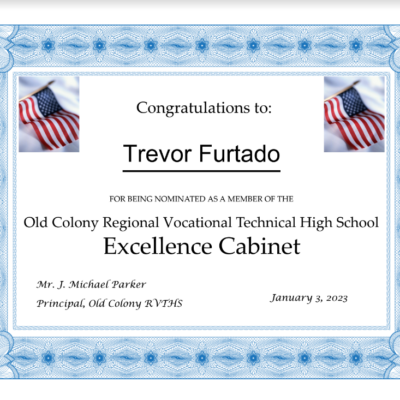 Congratulations to:
Trevor Furtado
FOR BEING NOMINATED AS A MEMBER OF THE
Old Colony Regional Vocational Technical High School
Excellence Cabinet
Mr. J. Michael Parker
Principal, Old Colony RVTHS
January 3, 2023